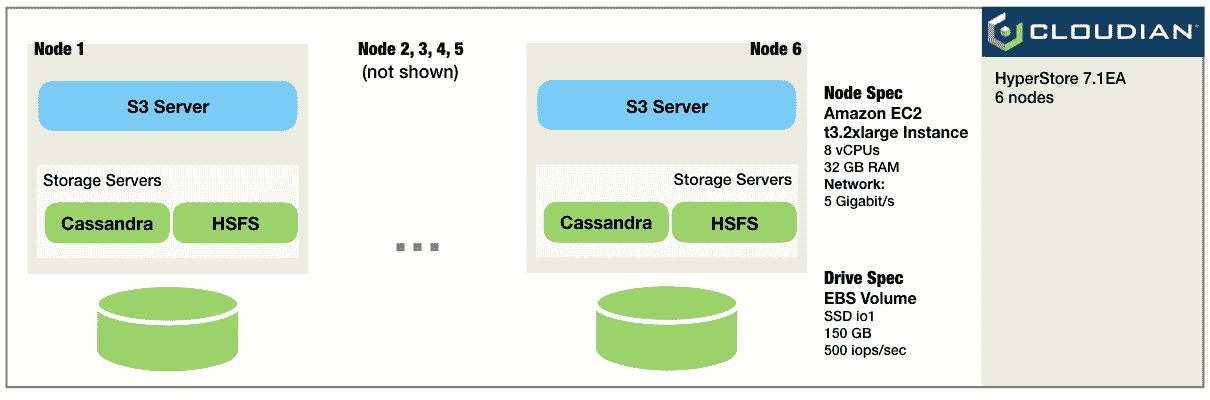 Node 1
S3 Server
Storage Servers
Cassandra
HSFS
Node 2, 3, 4, 5
(not shown)
...
Node 6
S3 Server
Storage Servers
Cassandra
HSFS
Node Spec
Amazon EC2
t3.2xlarge Instance
8 vCPUs
32 GB RAM
Network:
5 Gigabit/s
Drive Spec
EBS Volume
SSD io1
150 GB
500 iops/sec
CLOUDIAN
HyperStore 7.1EA
6 nodes